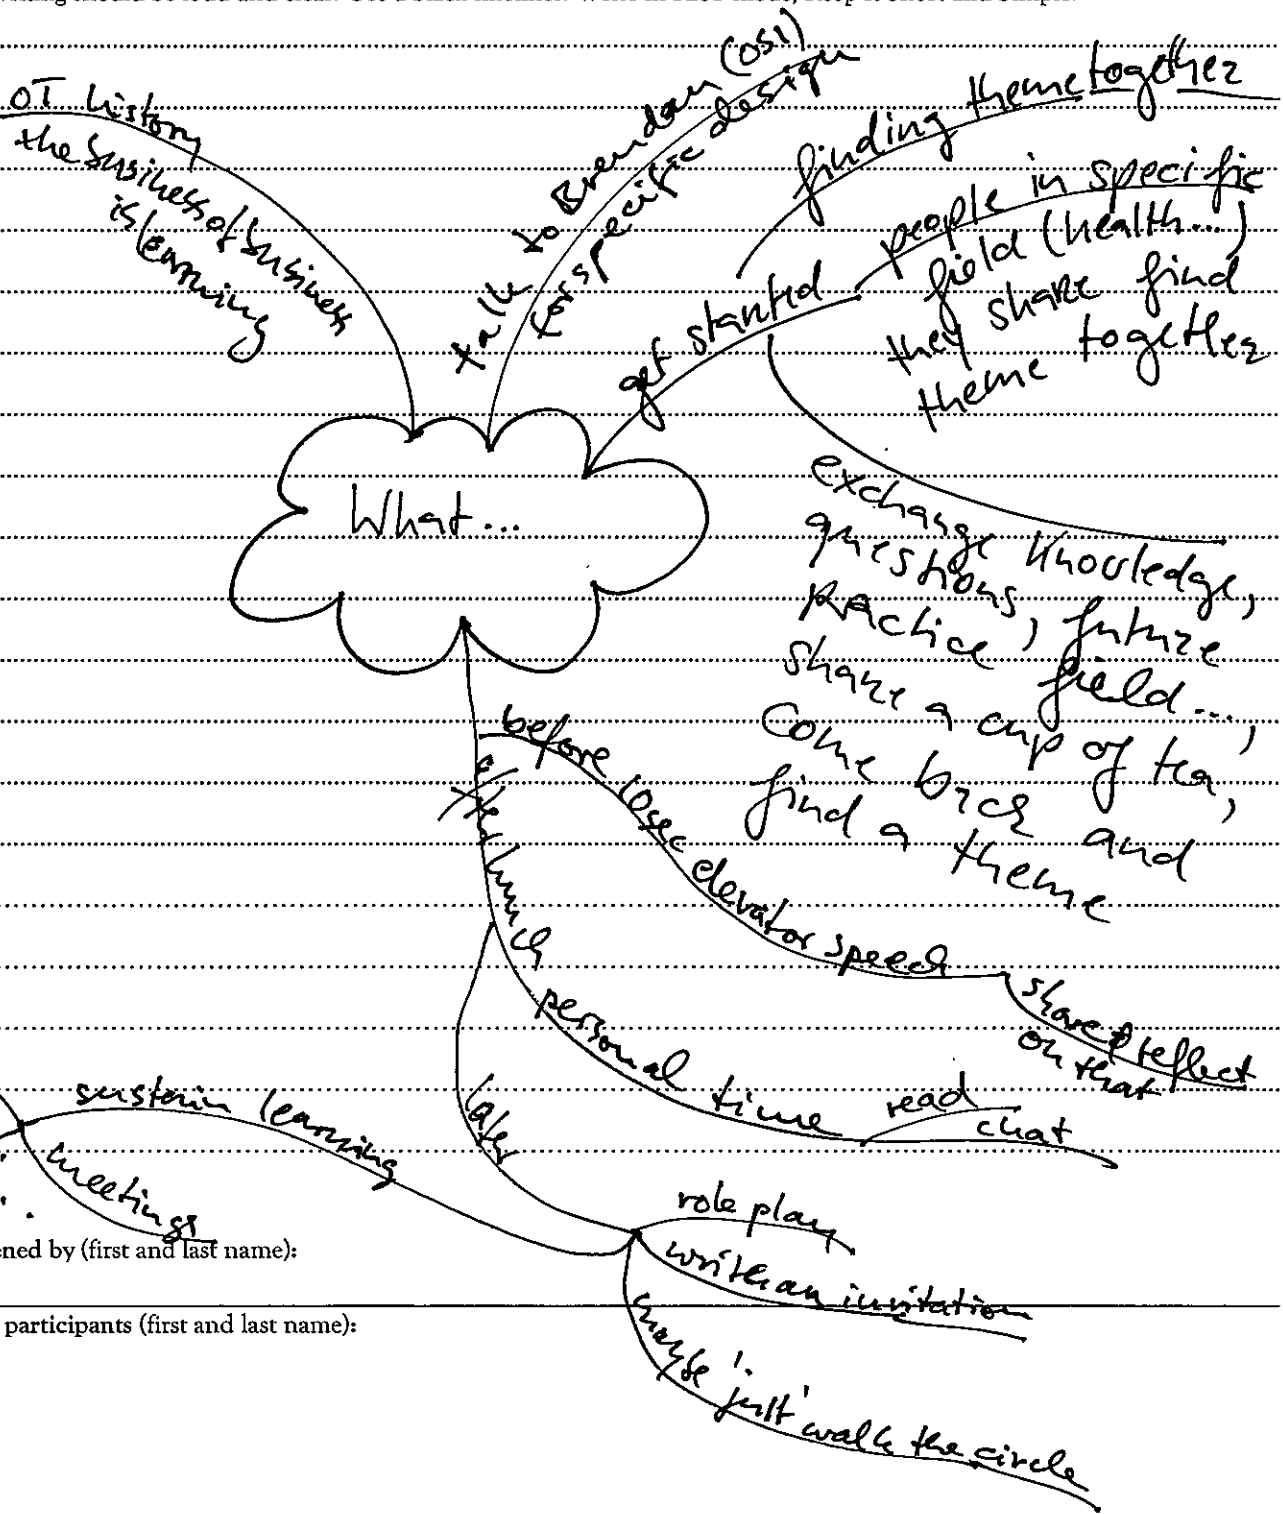 OT history
the business of business
is learning
talk to Brendan (OSI)
for specific design
get started
finding theme together
people in specific
field (health...)
they share find
theme together
exchange knowledge,
questions,
practice, future
field...,
share a cup of tea,
come back and
find a theme
What...
before 10sec elevator speech
share & reflect
on that
after lunch
personal time
read
chat
later
role play
write an invitation
maybe 'just' walk the circle
sustain learning
meetings
ened by (first and last name):
participants (first and last name):